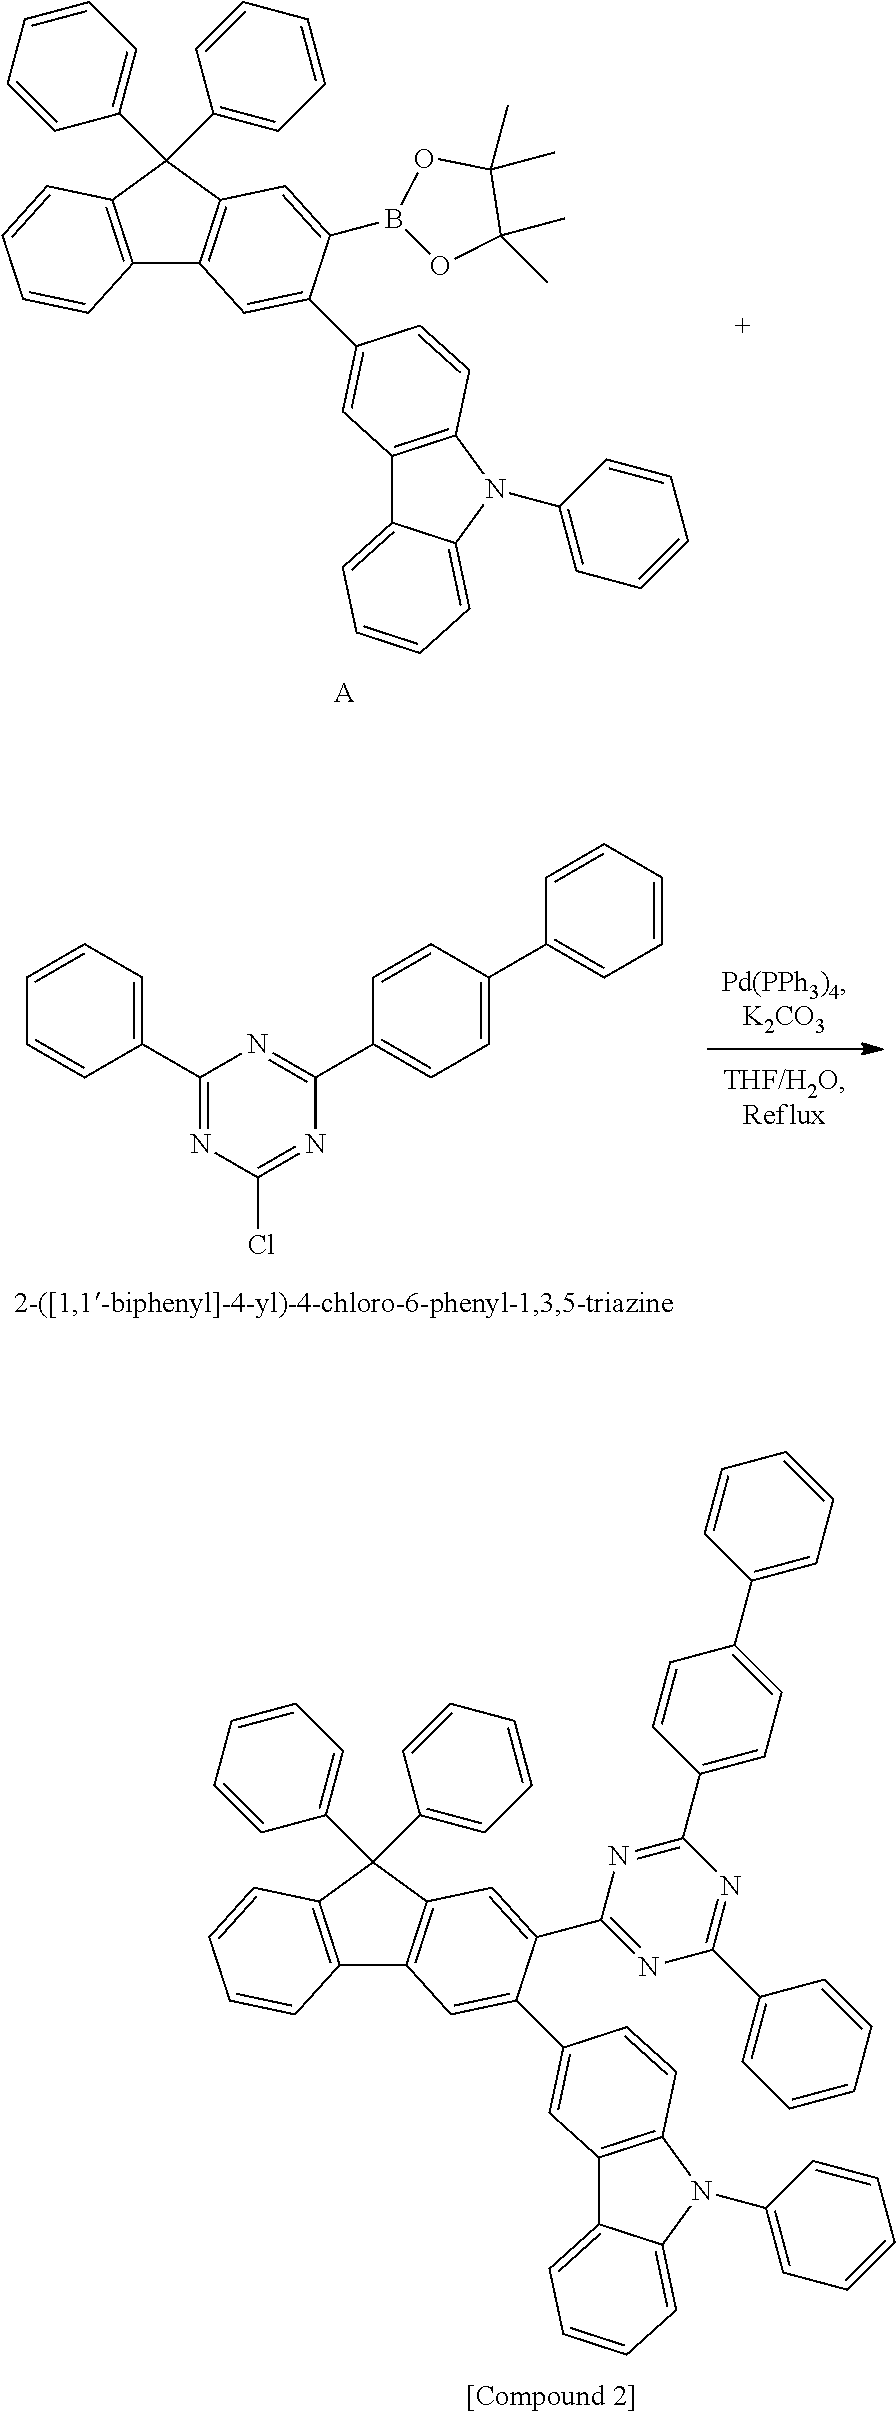 O
B
O
+
N
A
Pd(PPh3)4,
K2CO3
THF/H2O,
Reflux
N
N
N
Cl
2-([1,1′-biphenyl]-4-yl)-4-chloro-6-phenyl-1,3,5-triazine
N
N
N
N
[Compound 2]